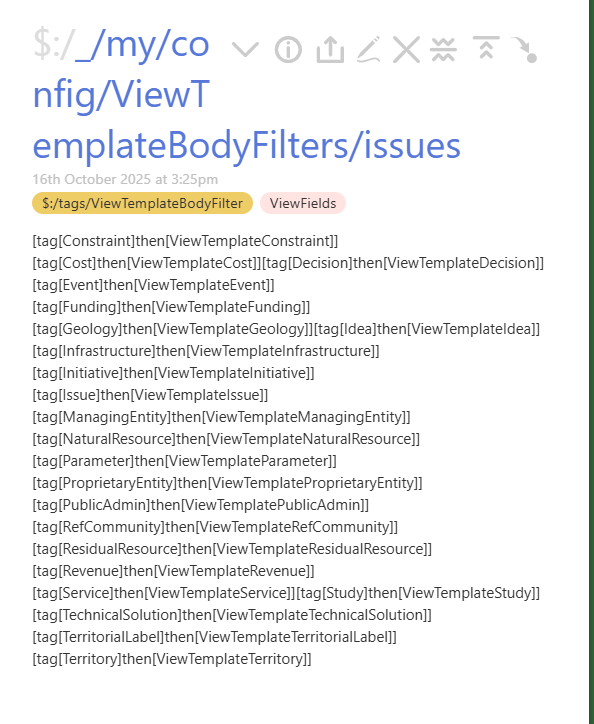 $:/_/my/co
nfig/ViewT
emplateBodyFilters/issues
16th October 2025 at 3:25pm
$:/tags/ViewTemplateBodyFilter ViewFields
[tag[Constraint]then[ViewTemplateConstraint]]
[tag[Cost]then[ViewTemplateCost]][tag[Decision]then[ViewTemplateDecision]]
[tag[Event]then[ViewTemplateEvent]]
[tag[Funding]then[ViewTemplateFunding]]
[tag[Geology]then[ViewTemplateGeology]][tag[Idea]then[ViewTemplateIdea]]
[tag[Infrastructure]then[ViewTemplateInfrastructure]]
[tag[Initiative]then[ViewTemplateInitiative]]
[tag[Issue]then[ViewTemplateIssue]]
[tag[ManagingEntity]then[ViewTemplateManagingEntity]]
[tag[NaturalResource]then[ViewTemplateNaturalResource]]
[tag[Parameter]then[ViewTemplateParameter]]
[tag[ProprietaryEntity]then[ViewTemplateProprietaryEntity]]
[tag[PublicAdmin]then[ViewTemplatePublicAdmin]]
[tag[RefCommunity]then[ViewTemplateRefCommunity]]
[tag[ResidualResource]then[ViewTemplateResidualResource]]
[tag[Revenue]then[ViewTemplateRevenue]]
[tag[Service]then[ViewTemplateService]][tag[Study]then[ViewTemplateStudy]]
[tag[TechnicalSolution]then[ViewTemplateTechnicalSolution]]
[tag[TerritorialLabel]then[ViewTemplateTerritorialLabel]]
[tag[Territory]then[ViewTemplateTerritory]]